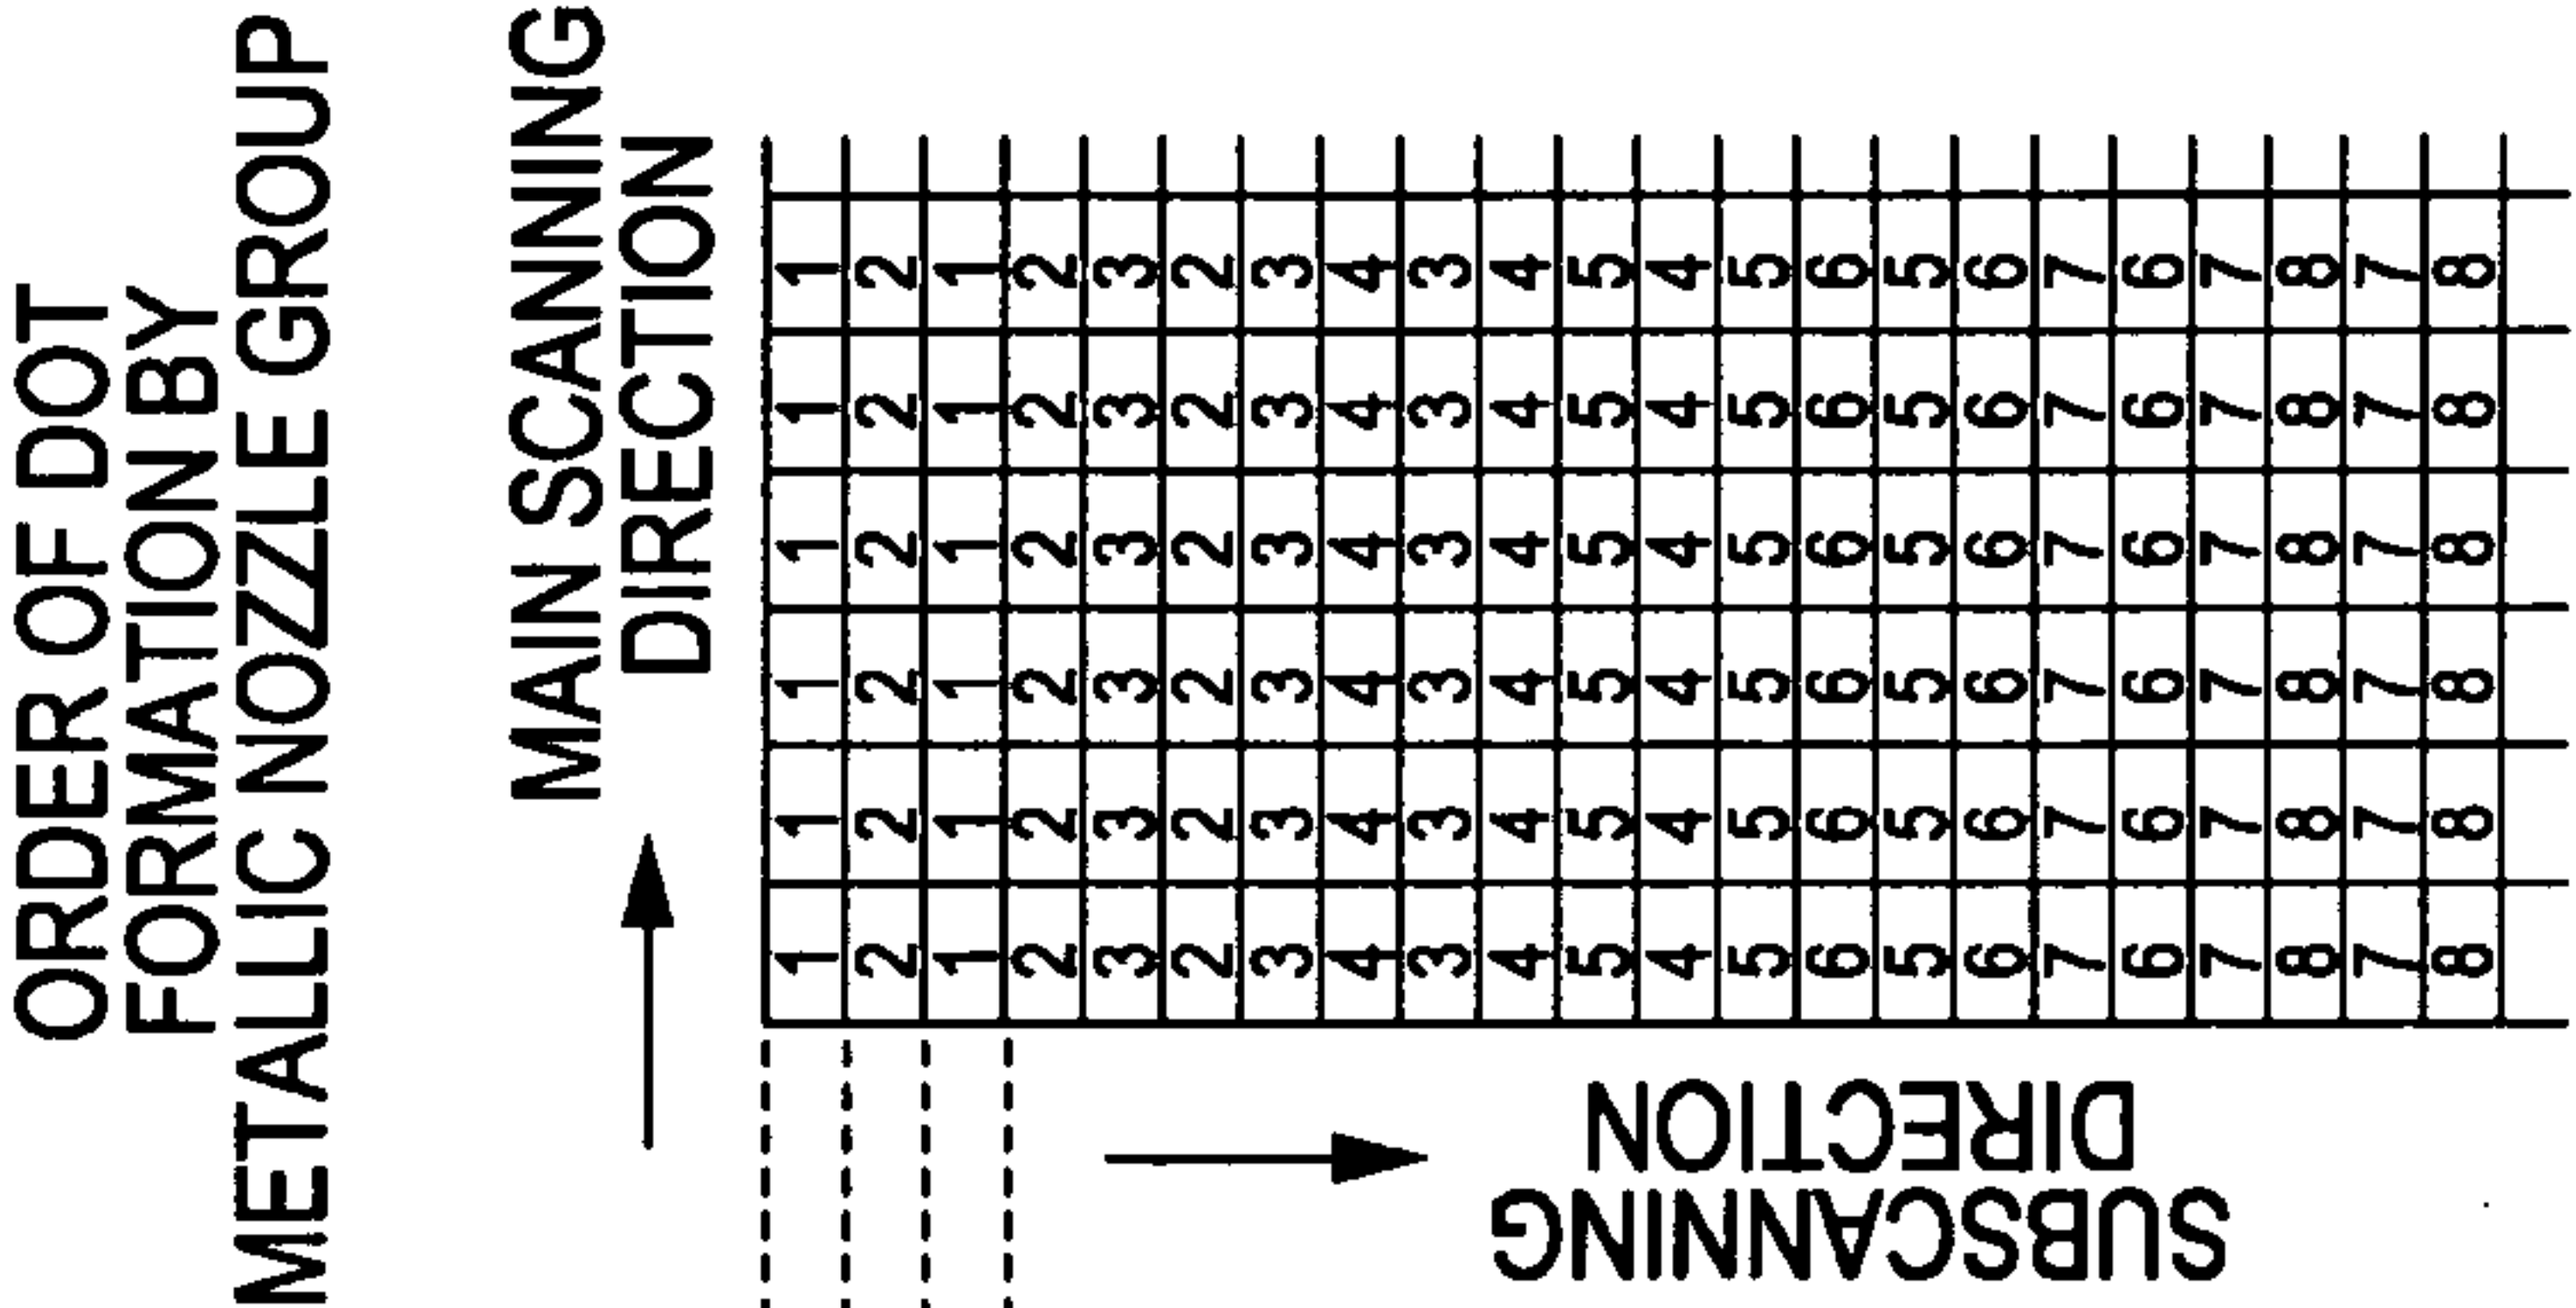 ORDER OF DOT
FORMATION BY
METALLIC NOZZLE GROUP
MAIN SCANNING
DIRECTION
1 1 1 1 1 1
2 2 2 2 2 2
1 1 1 1 1 1
2 2 2 2 2 2
3 3 3 3 3 3
2 2 2 2 2 2
3 3 3 3 3 3
4 4 4 4 4 4
3 3 3 3 3 3
4 4 4 4 4 4
5 5 5 5 5 5
4 4 4 4 4 4
5 5 5 5 5 5
6 6 6 6 6 6
5 5 5 5 5 5
6 6 6 6 6 6
7 7 7 7 7 7
6 6 6 6 6 6
7 7 7 7 7 7
8 8 8 8 8 8
7 7 7 7 7 7
8 8 8 8 8 8
SUBSCANNING
DIRECTION